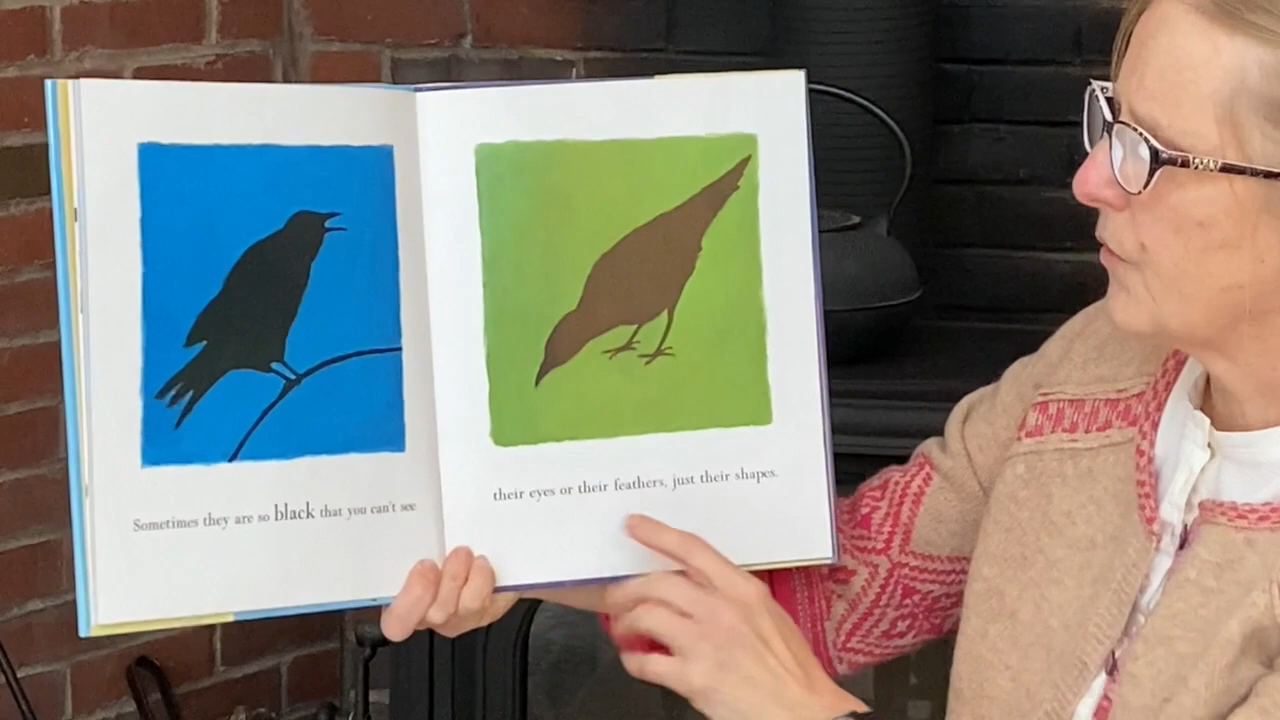 Sometimes they are so black that you can't see
their eyes or their feathers, just their shapes.